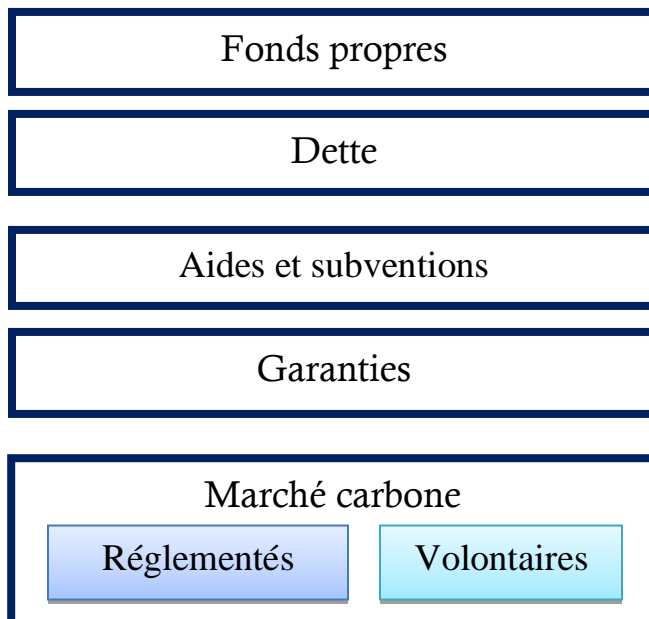 Fonds propres
Dette
Aides et subventions
Garanties
Marché carbone
Réglementés Volontaires